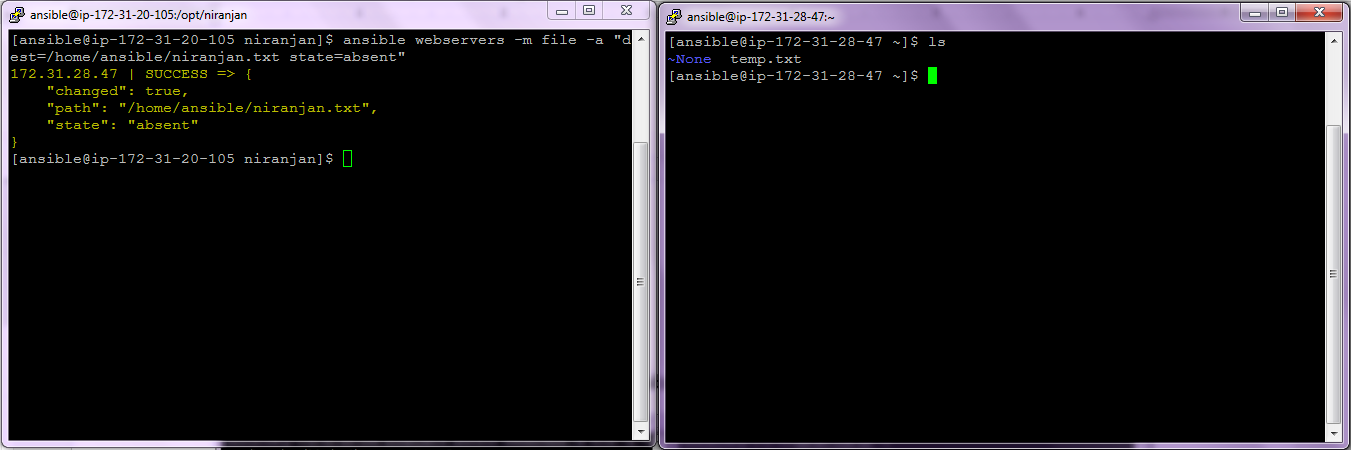 ansible@ip-172-31-20-105:/opt/niranjan
[ansible@ip-172-31-20-105 niranjan]$ ansible webservers -m file -a "d
est=/home/ansible/niranjan.txt state=absent"
172.31.28.47 | SUCCESS => {
    "changed": true,
    "path": "/home/ansible/niranjan.txt",
    "state": "absent"
}
[ansible@ip-172-31-20-105 niranjan]$
ansible@ip-172-31-28-47:~
[ansible@ip-172-31-28-47 ~]$ ls
~None  temp.txt
[ansible@ip-172-31-28-47 ~]$